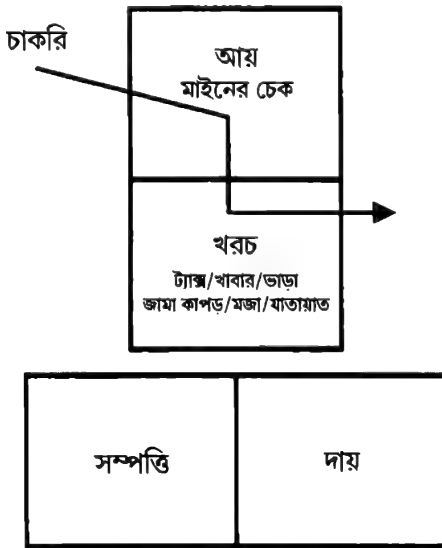 চাকরি
আয়
মাইনের চেক
খরচ
ট্যাক্স/খাবার/ভাড়া
জামা কাপড়/মজা/যাতায়াত
সম্পত্তি
দায়